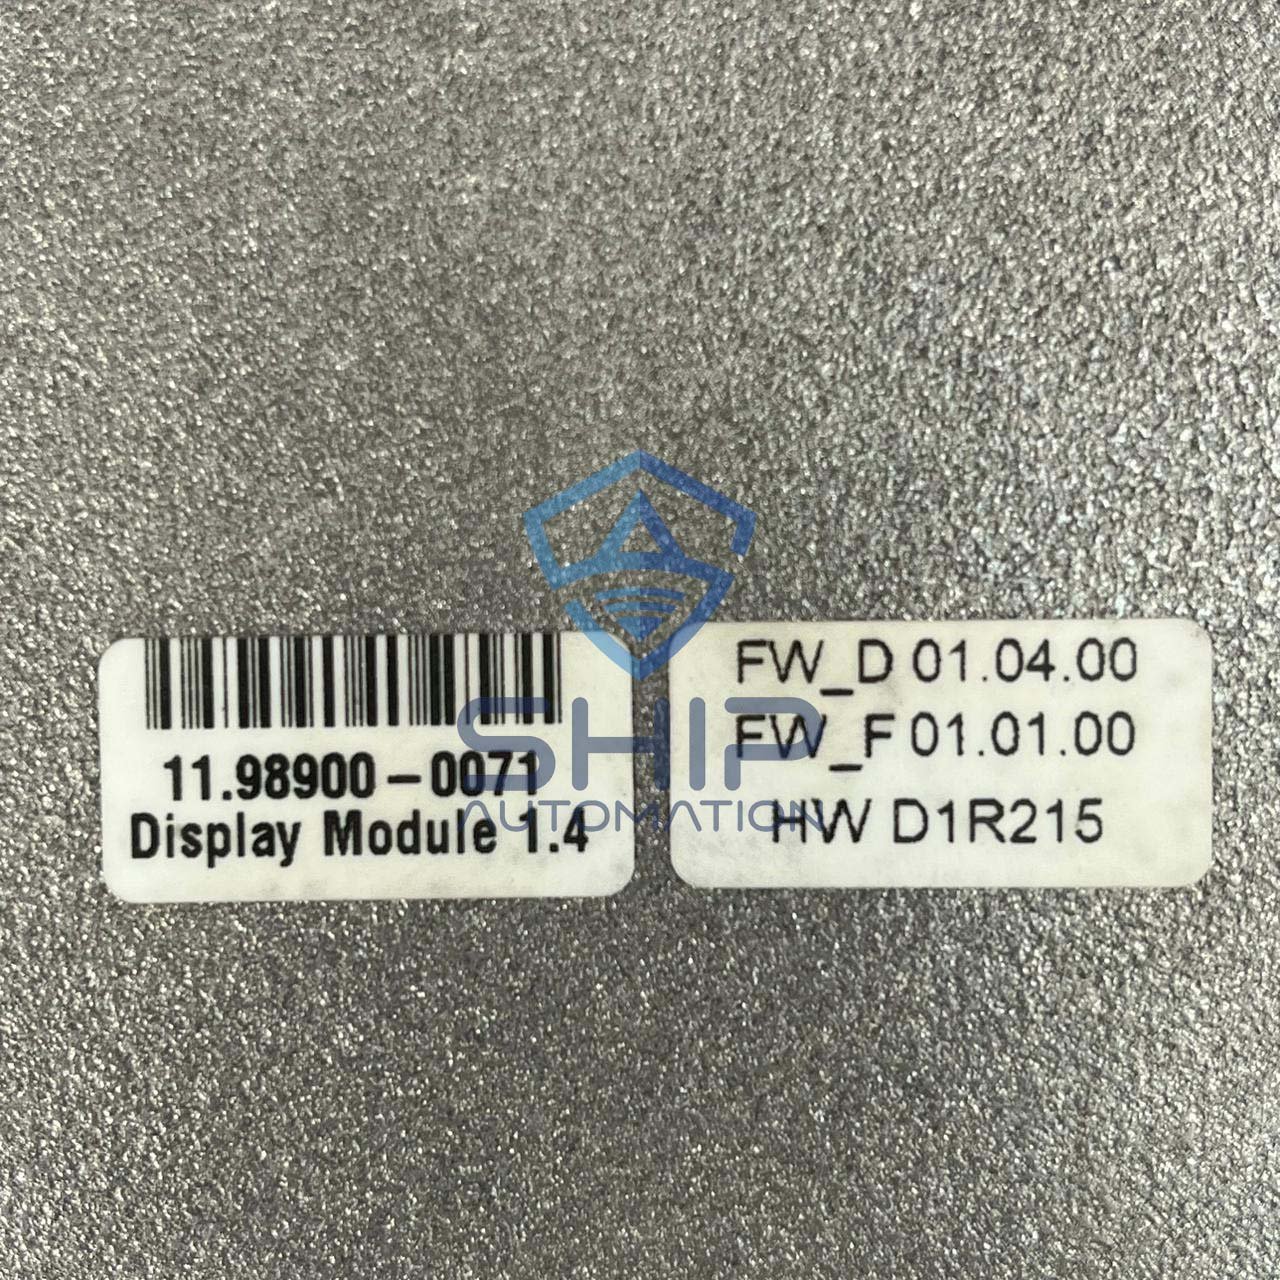 11.98900-0071
Display Module 1.4
FW_D 01.04.00
FW_F 01.01.00
HW D1R215
SHIP
AUTOMATION